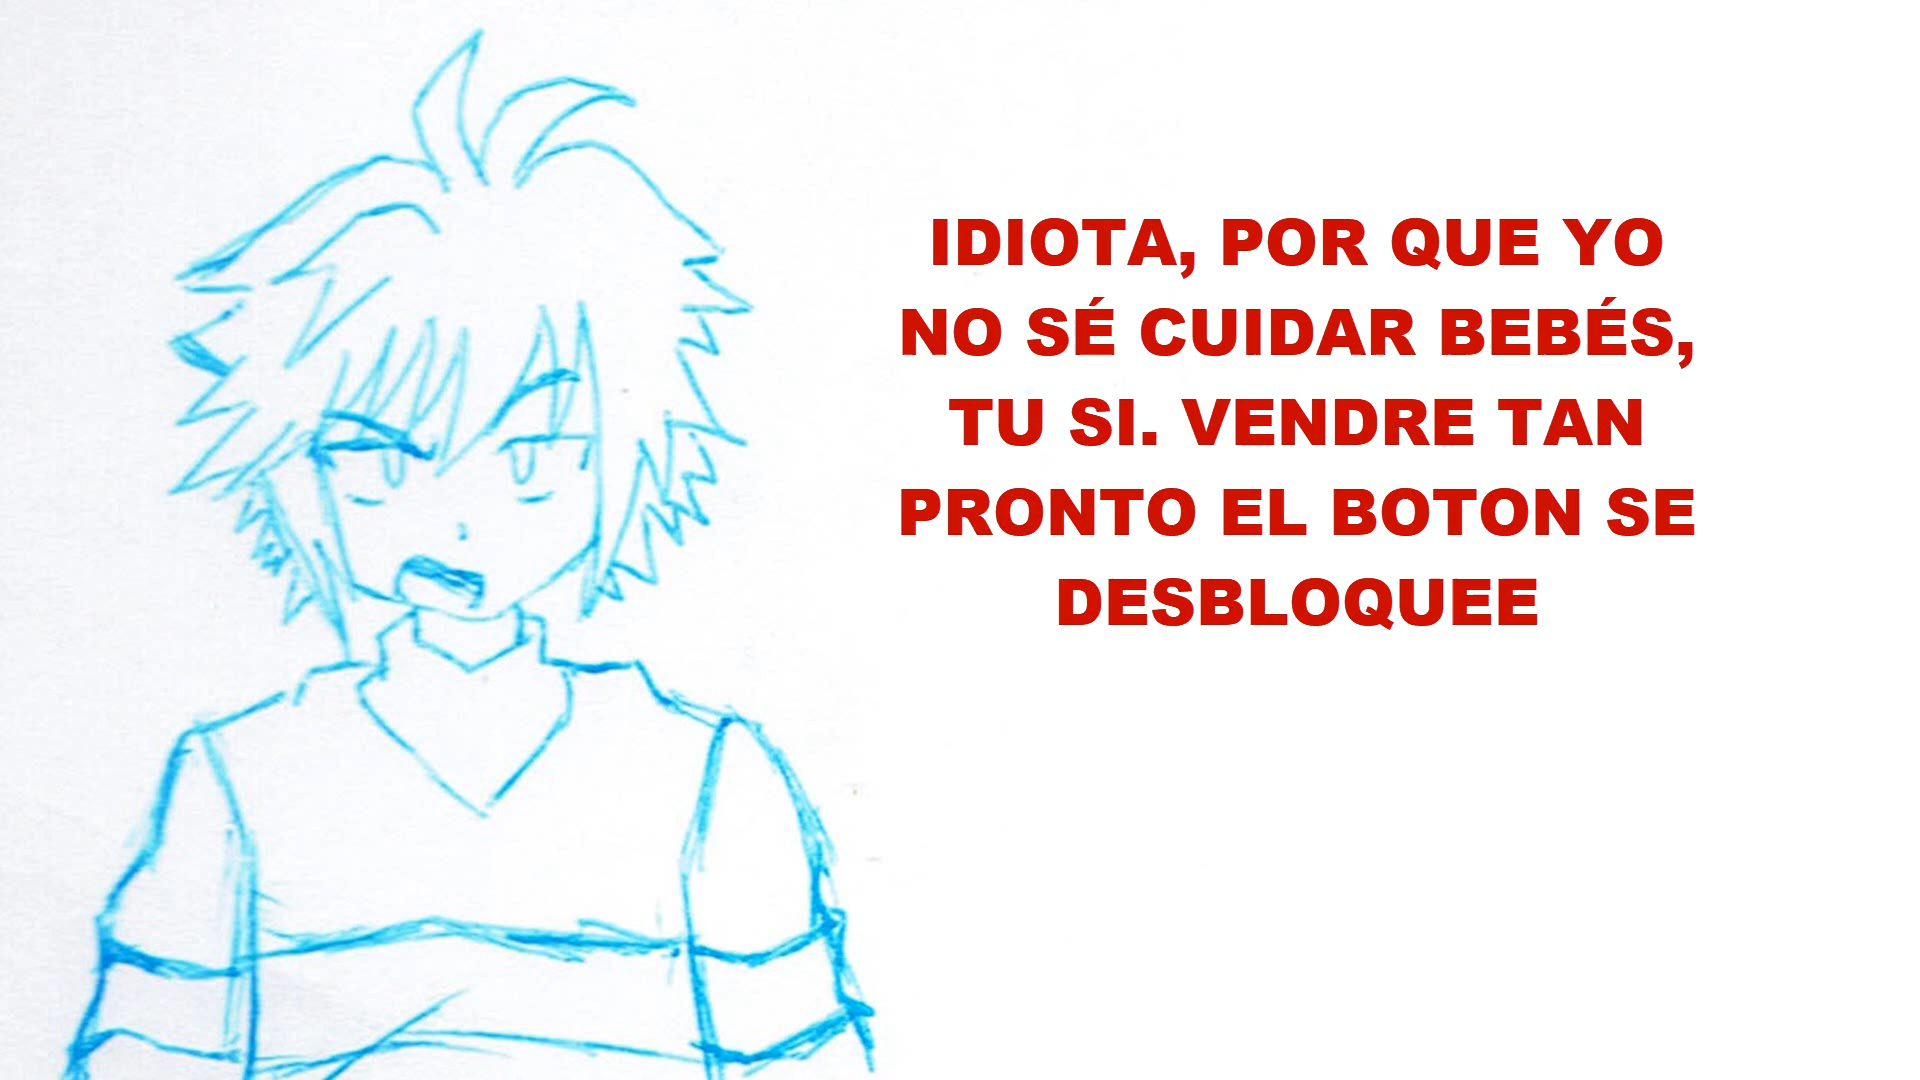 IDIOTA, POR QUE YO
NO SÉ CUIDAR BEBÉS,
TU SI. VENDRE TAN
PRONTO EL BOTON SE
DESBLOQUEE